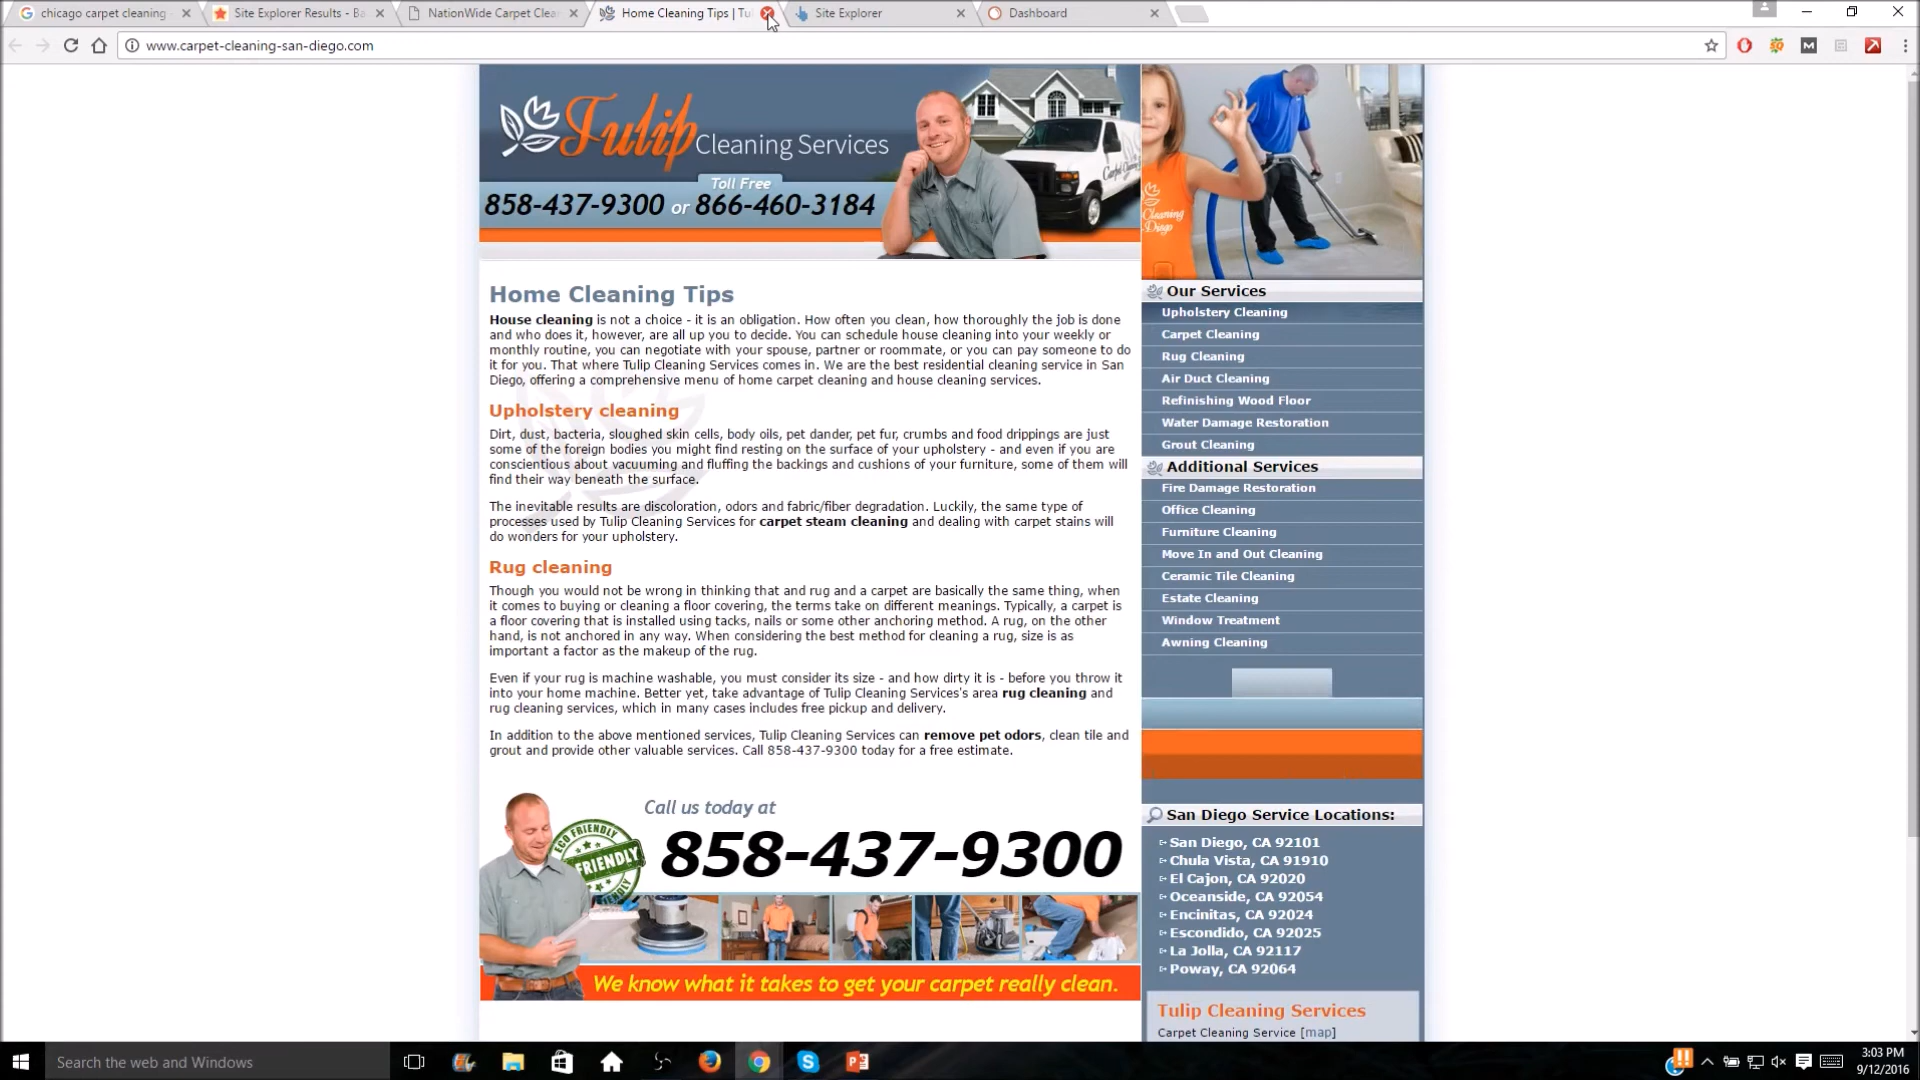 chicago carpet cleaning
Site Explorer Results - Ba
NationWide Carpet Clea
Home Cleaning Tips | Tu
Site Explorer
Dashboard
www.carpet-cleaning-san-diego.com
Tulip Cleaning Services
Toll Free
858-437-9300 or 866-460-3184
Cleaning
Diego
Home Cleaning Tips
House cleaning is not a choice - it is an obligation. How often you clean, how thoroughly the job is done
and who does it, however, are all up you to decide. You can schedule house cleaning into your weekly or
monthly routine, you can negotiate with your spouse, partner or roommate, or you can pay someone to do
it for you. That where Tulip Cleaning Services comes in. We are the best residential cleaning service in San
Diego, offering a comprehensive menu of home carpet cleaning and house cleaning services.
Upholstery cleaning
Dirt, dust, bacteria, sloughed skin cells, body oils, pet dander, pet fur, crumbs and food drippings are just
some of the foreign bodies you might find resting on the surface of your upholstery - and even if you are
conscientious about vacuuming and fluffing the backings and cushions of your furniture, some of them will
find their way beneath the surface.
The inevitable results are discoloration, odors and fabric/fiber degradation. Luckily, the same type of
processes used by Tulip Cleaning Services for carpet steam cleaning and dealing with carpet stains will
do wonders for your upholstery.
Rug cleaning
Though you would not be wrong in thinking that and rug and a carpet are basically the same thing, when
it comes to buying or cleaning a floor covering, the terms take on different meanings. Typically, a carpet is
a floor covering that is installed using tacks, nails or some other anchoring method. A rug, on the other
hand, is not anchored in any way. When considering the best method for cleaning a rug, size is as
important a factor as the makeup of the rug.
Even if your rug is machine washable, you must consider its size - and how dirty it is - before you throw it
into your home machine. Better yet, take advantage of Tulip Cleaning Services's area rug cleaning and
rug cleaning services, which in many cases includes free pickup and delivery.
In addition to the above mentioned services, Tulip Cleaning Services can remove pet odors, clean tile and
grout and provide other valuable services. Call 858-437-9300 today for a free estimate.
Call us today at
858-437-9300
ECO FRIENDLY
FRIENDLY
We know what it takes to get your carpet really clean.
Our Services
Upholstery Cleaning
Carpet Cleaning
Rug Cleaning
Air Duct Cleaning
Refinishing Wood Floor
Water Damage Restoration
Grout Cleaning
Additional Services
Fire Damage Restoration
Office Cleaning
Furniture Cleaning
Move In and Out Cleaning
Ceramic Tile Cleaning
Estate Cleaning
Window Treatment
Awning Cleaning
San Diego Service Locations:
San Diego, CA 92101
Chula Vista, CA 91910
El Cajon, CA 92020
Oceanside, CA 92054
Encinitas, CA 92024
Escondido, CA 92025
La Jolla, CA 92117
Poway, CA 92064
Tulip Cleaning Services
Carpet Cleaning Service [map]
Search the web and Windows
3:03 PM
9/12/2016